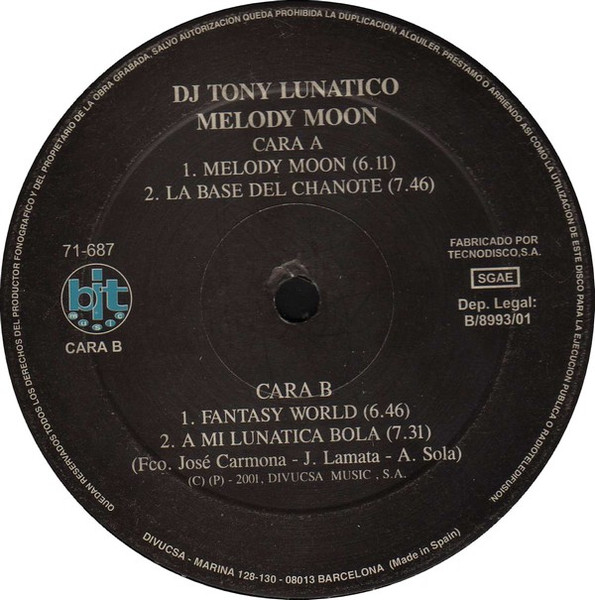 QUEDAN RESERVADOS TODOS LOS DERECHOS DEL PRODUCTOR FONOGRAFICO Y DEL PROPIETARIO DE LA OBRA GRABADA, SALVO AUTORIZACION QUEDA PROHIBIDA LA DUPLICACION, ALQUILER, PRESTAMO O ARRIENDO ASÍ COMO LA UTILIZACION DE ESTE DISCO PARA LA EJECUCION PUBLICA O RADIOTELEDIFUSION.
DJ TONY LUNATICO
MELODY MOON
CARA A
1. MELODY MOON (6.11)
2. LA BASE DEL CHANOTE (7.46)
71-687
bit
music
CARA B
FABRICADO POR
TECNODISCO,S.A.
SGAE
Dep. Legal:
B/8993/01
CARA B
1. FANTASY WORLD (6.46)
2. A MI LUNATICA BOLA (7.31)
(Fco. José Carmona - J. Lamata - A. Sola)
(C) (P) - 2001, DIVUCSA MUSIC , S.A.
DIVUCSA - MARINA 128-130 - 08013 BARCELONA (Made in Spain)